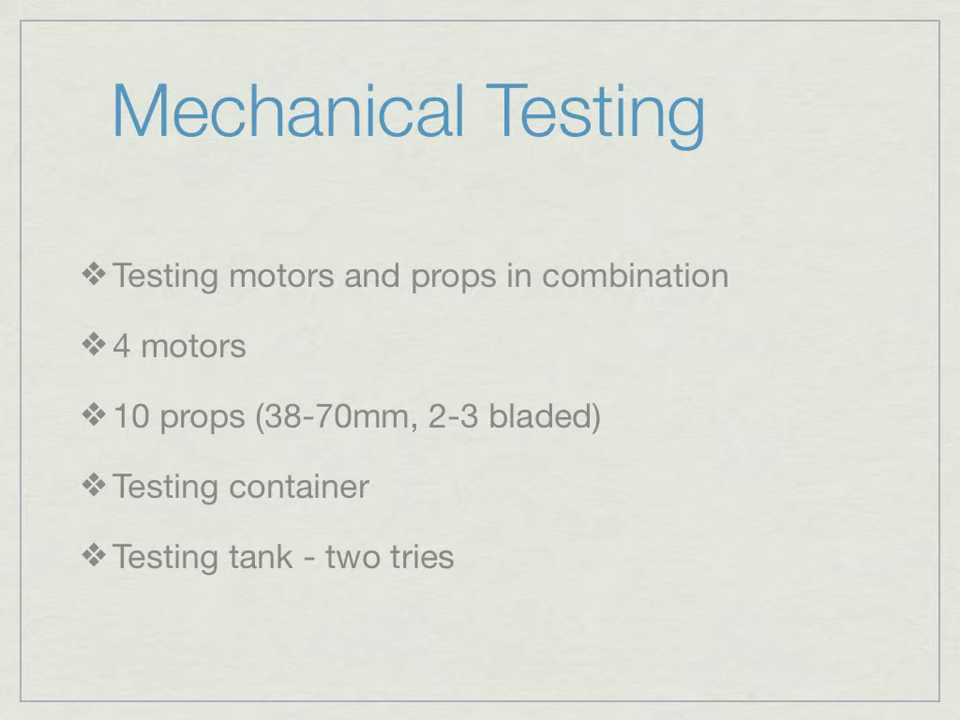 Mechanical Testing
❖ Testing motors and props in combination
❖ 4 motors
❖ 10 props (38-70mm, 2-3 bladed)
❖ Testing container
❖ Testing tank - two tries